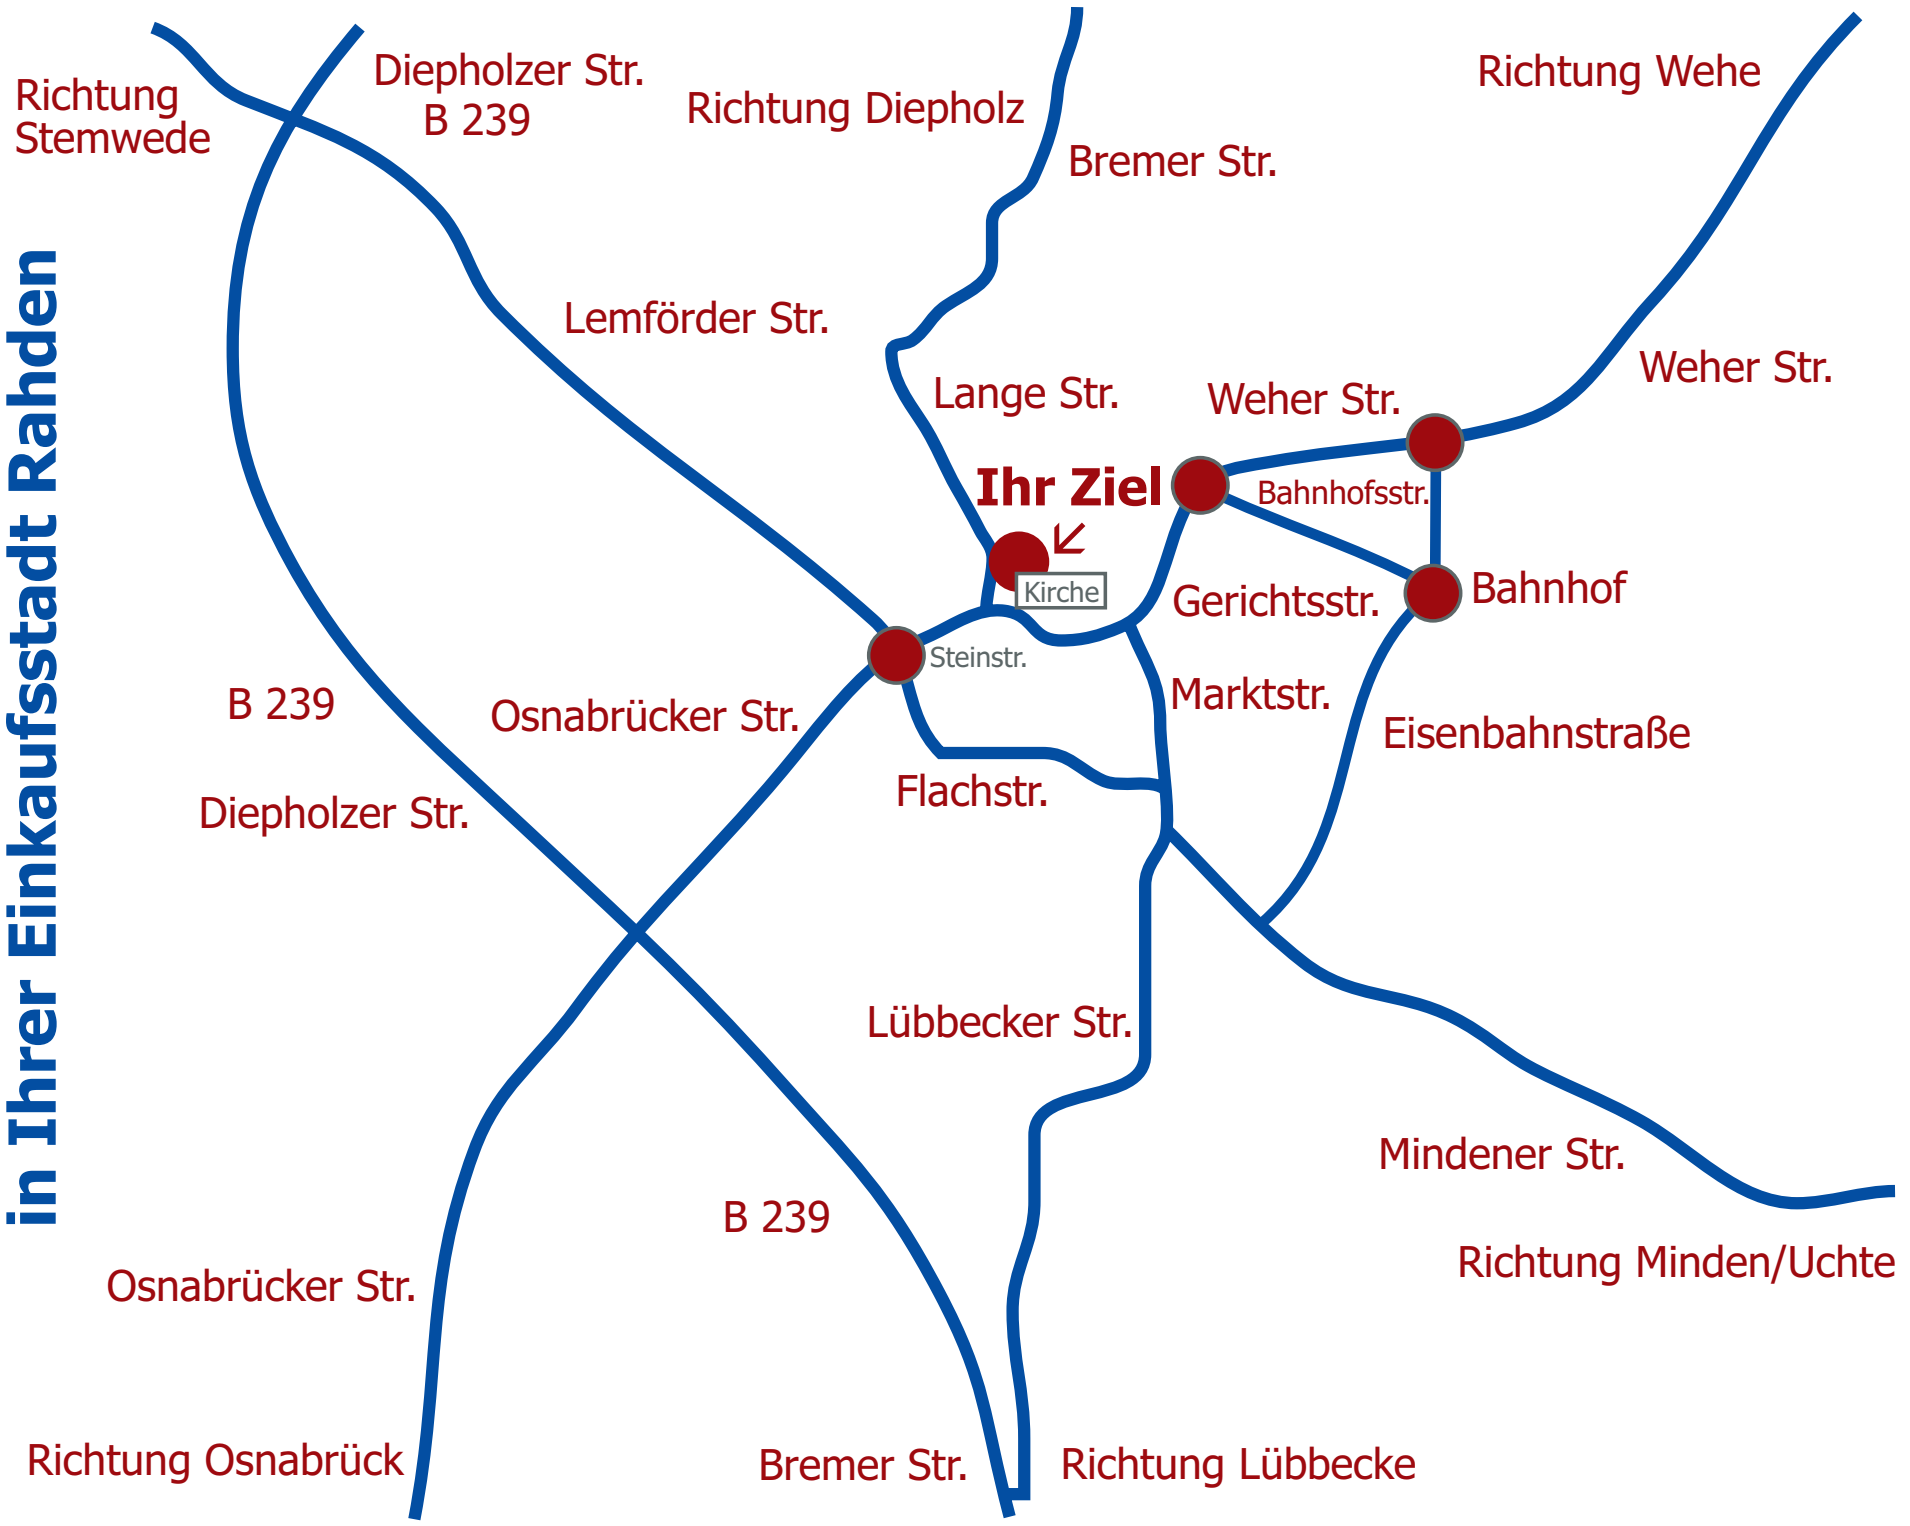 in Ihrer Einkaufsstadt Rahden
Richtung
Stemwede
Diepholzer Str.
B 239
Richtung Diepholz
Bremer Str.
Richtung Wehe
Lemförder Str.
Lange Str.
Weher Str.
Weher Str.
Ihr Ziel
Bahnhofsstr.
Kirche
Gerichtsstr.
Bahnhof
Steinstr.
B 239
Osnabrücker Str.
Marktstr.
Eisenbahnstraße
Diepholzer Str.
Flachstr.
Lübbecker Str.
Mindener Str.
B 239
Richtung Minden/Uchte
Osnabrücker Str.
Richtung Osnabrück
Bremer Str.
Richtung Lübbecke